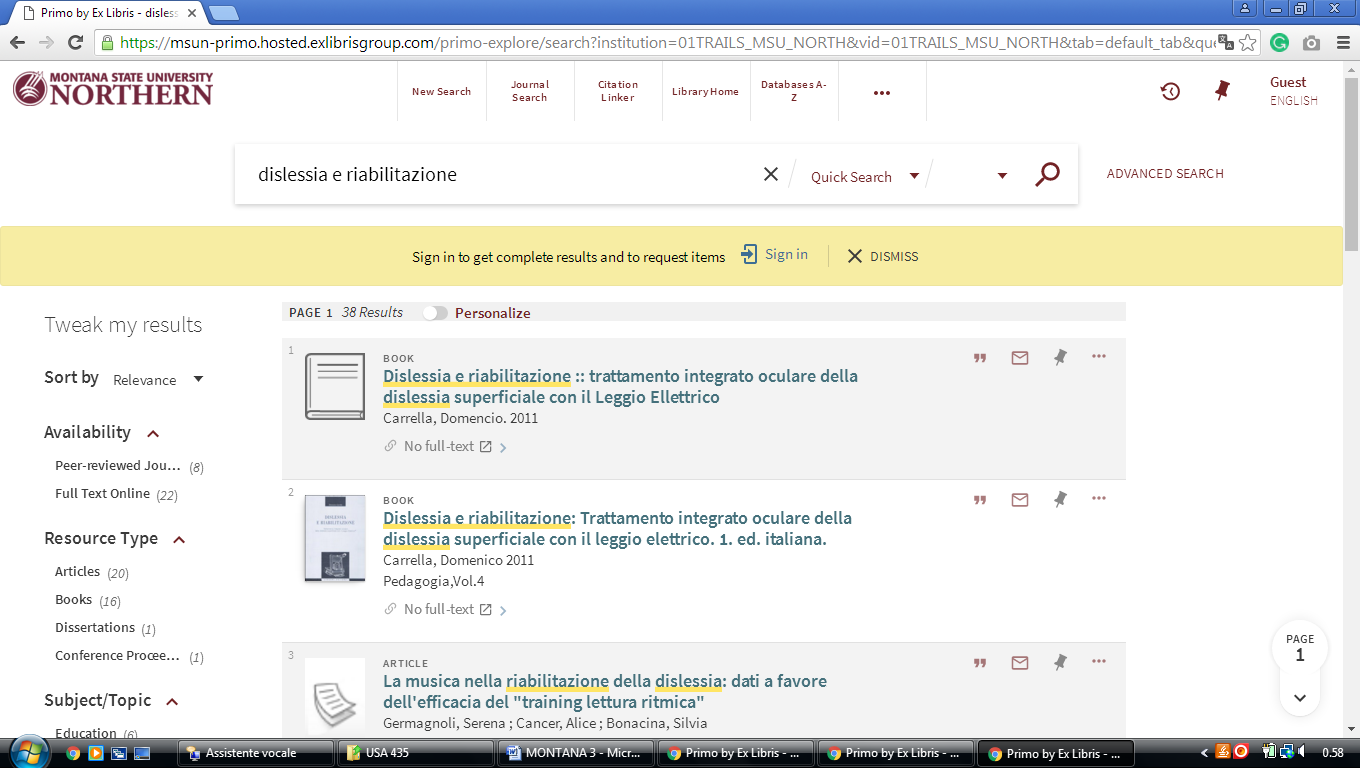 Primo by Ex Libris - disles
https://msun-primo.hosted.exlibrisgroup.com/primo-explore/search?institution=01TRAILS_MSU_NORTH&vid=01TRAILS_MSU_NORTH&tab=default_tab&que
MONTANA STATE UNIVERSITY
NORTHERN
New Search
Journal
Search
Citation
Linker
Library Home
Databases A-
Z
Guest
ENGLISH
dislessia e riabilitazione
Quick Search
ADVANCED SEARCH
Sign in to get complete results and to request items
Sign in
DISMISS
Tweak my results
Sort by Relevance
Availability
Peer-reviewed Jou… (8)
Full Text Online (22)
Resource Type
Articles (20)
Books (16)
Dissertations (1)
Conference Procee… (1)
Subject/Topic
Education (6)
PAGE 1 38 Results Personalize
1
BOOK
Dislessia e riabilitazione :: trattamento integrato oculare della
dislessia superficiale con il Leggio Ellettrico
Carrella, Domencio. 2011
No full-text
2
DISLESSIA
E RIABILITAZIONE
BOOK
Dislessia e riabilitazione: Trattamento integrato oculare della
dislessia superficiale con il leggio elettrico. 1. ed. italiana.
Carrella, Domenico 2011
Pedagogia,Vol.4
No full-text
3
ARTICLE
La musica nella riabilitazione della dislessia: dati a favore
dell'efficacia del "training lettura ritmica"
Germagnoli, Serena ; Cancer, Alice ; Bonacina, Silvia
PAGE
1
Assistente vocale
USA 435
MONTANA 3 - Micr...
Primo by Ex Libris - ...
Primo by Ex Libris - ...
Primo by Ex Libris - ...
0.58